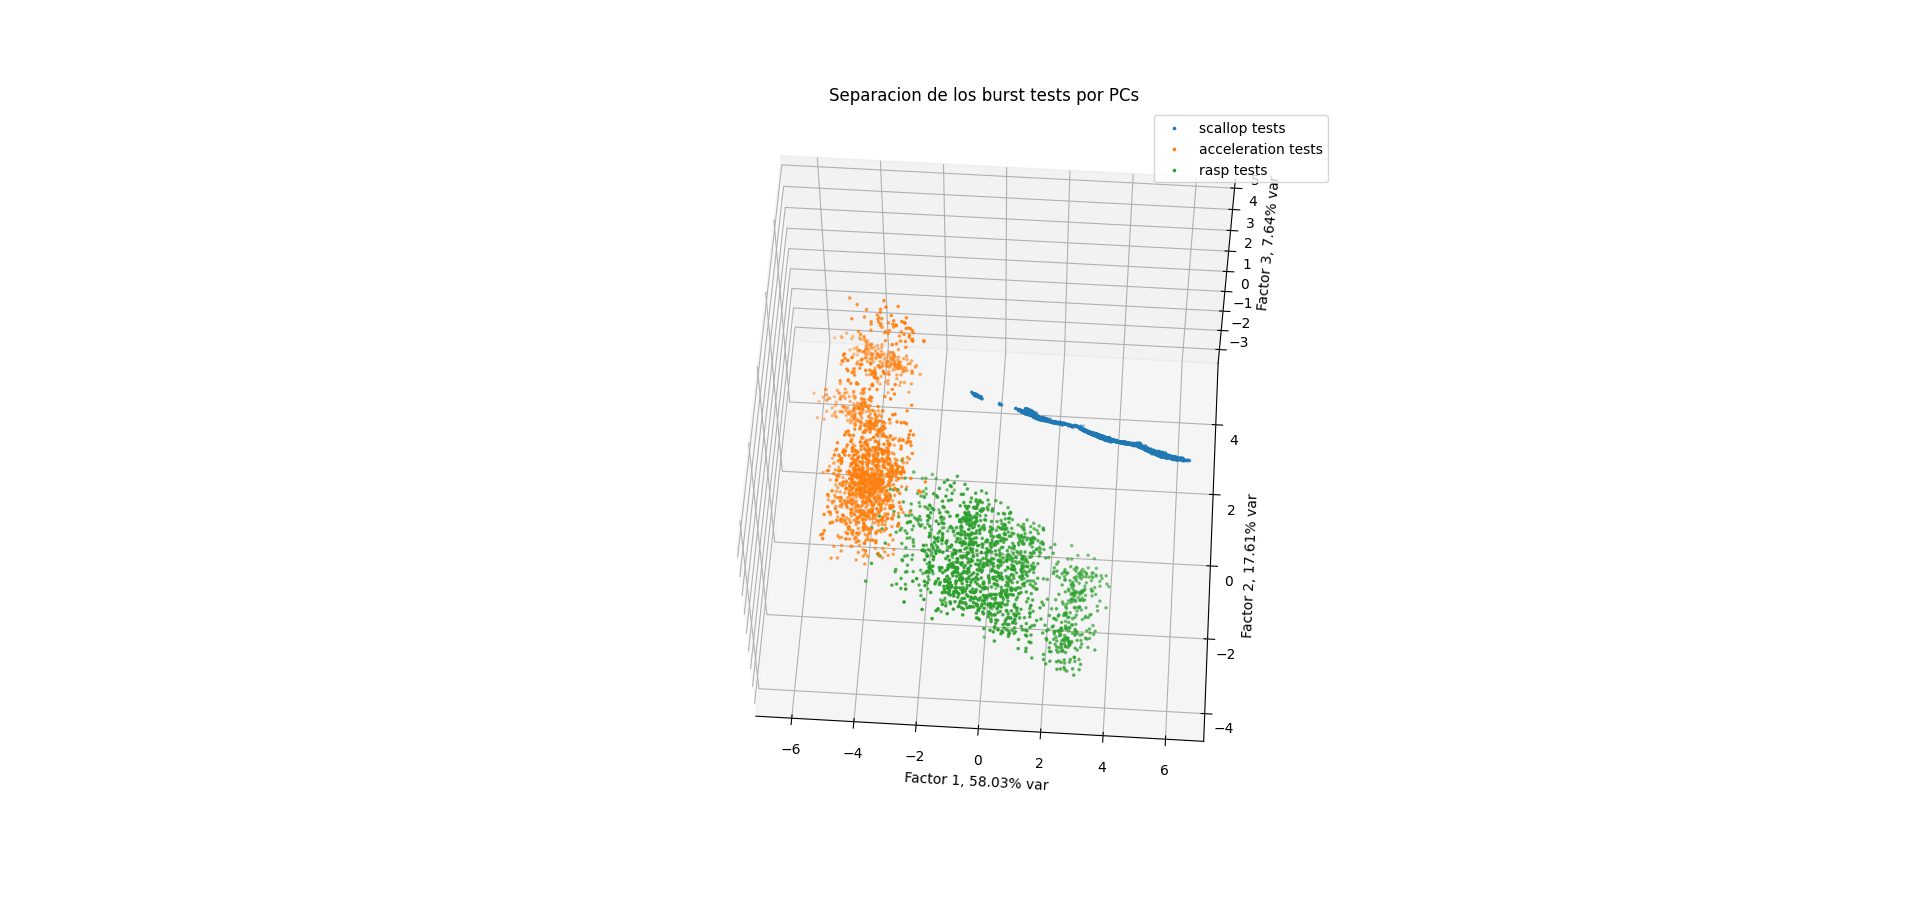 Separacion de los burst tests por PCs
scallop tests
acceleration tests
rasp tests
4
3
2
1
0
−1
−2
−3
Factor 3, 7.64% var
4
2
0
−2
−4
Factor 2, 17.61% var
−6
−4
−2
0
2
4
6
Factor 1, 58.03% var